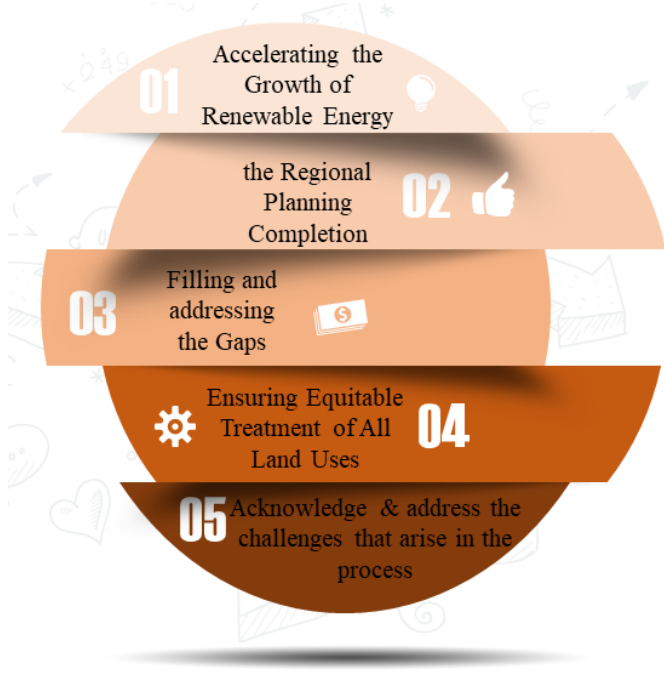 01
Accelerating the
Growth of
Renewable Energy
the Regional
Planning
Completion
02
03
Filling and
addressing
the Gaps
$
Ensuring Equitable
Treatment of All
Land Uses
04
05
Acknowledge & address the
challenges that arise in the
process